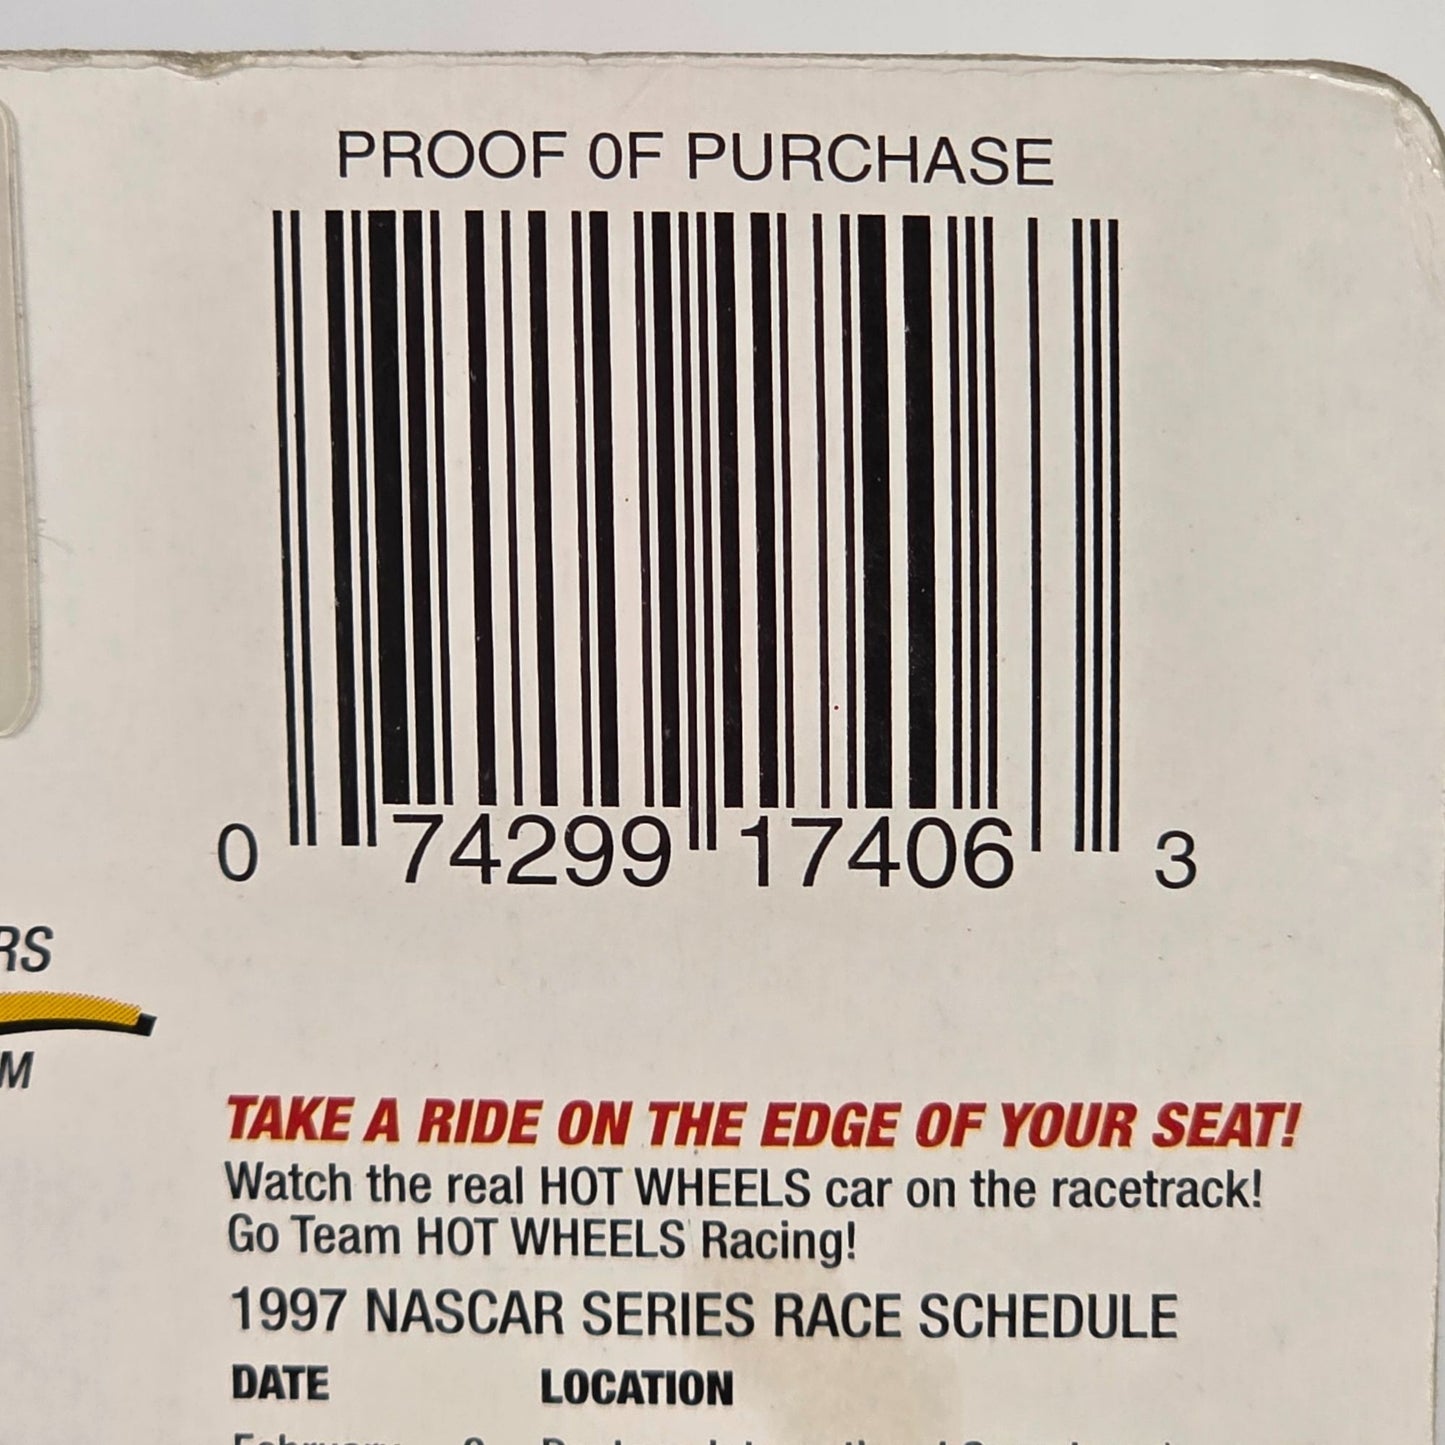 PROOF OF PURCHASE
0 74299 17406 3
RS
M
TAKE A RIDE ON THE EDGE OF YOUR SEAT!
Watch the real HOT WHEELS car on the racetrack!
Go Team HOT WHEELS Racing!
1997 NASCAR SERIES RACE SCHEDULE
DATE LOCATION